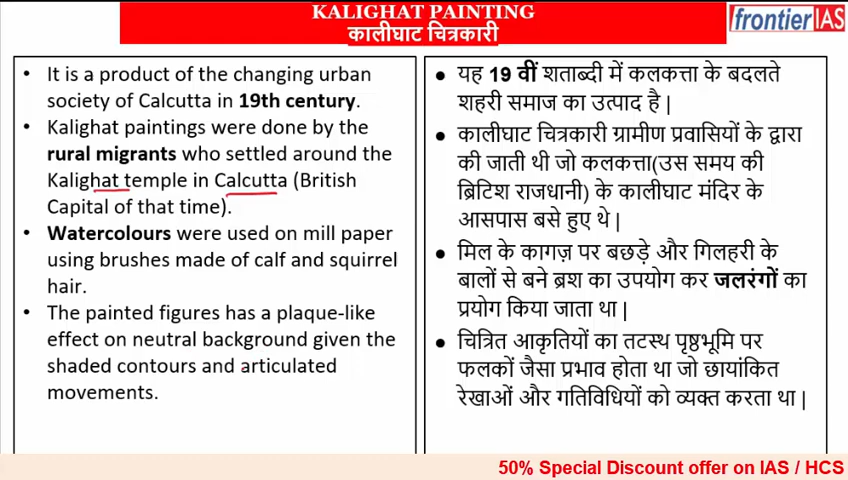 KALIGHAT PAINTING
कालीघाट चित्रकारी
frontierIAS
• It is a product of the changing urban
society of Calcutta in 19th century.
• Kalighat paintings were done by the
rural migrants who settled around the
Kalighat temple in Calcutta (British
Capital of that time).
• Watercolours were used on mill paper
using brushes made of calf and squirrel
hair.
• The painted figures has a plaque-like
effect on neutral background given the
shaded contours and articulated
movements.
• यह 19 वीं शताब्दी में कलकत्ता के बदलते
शहरी समाज का उत्पाद है |
• कालीघाट चित्रकारी ग्रामीण प्रवासियों के द्वारा
की जाती थी जो कलकत्ता(उस समय की
ब्रिटिश राजधानी) के कालीघाट मंदिर के
आसपास बसे हुए थे |
• मिल के कागज़ पर बछड़े और गिलहरी के
बालों से बने ब्रश का उपयोग कर जलरंगों का
प्रयोग किया जाता था |
• चित्रित आकृतियों का तटस्थ पृष्ठभूमि पर
फलकों जैसा प्रभाव होता था जो छायांकित
रेखाओं और गतिविधियों को व्यक्त करता था |
50% Special Discount offer on IAS / HCS